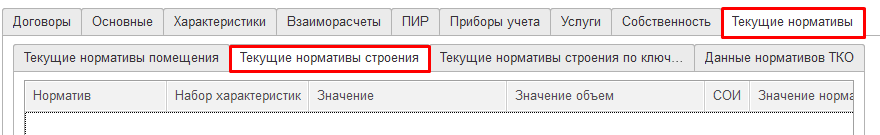 Договоры Основные Характеристики Взаиморасчеты ПИР Приборы учета Услуги Собственность Текущие нормативы
Текущие нормативы помещения Текущие нормативы строения Текущие нормативы строения по ключ... Данные нормативов ТКО
Норматив Набор характеристик Значение Значение объем СОИ Значение норма